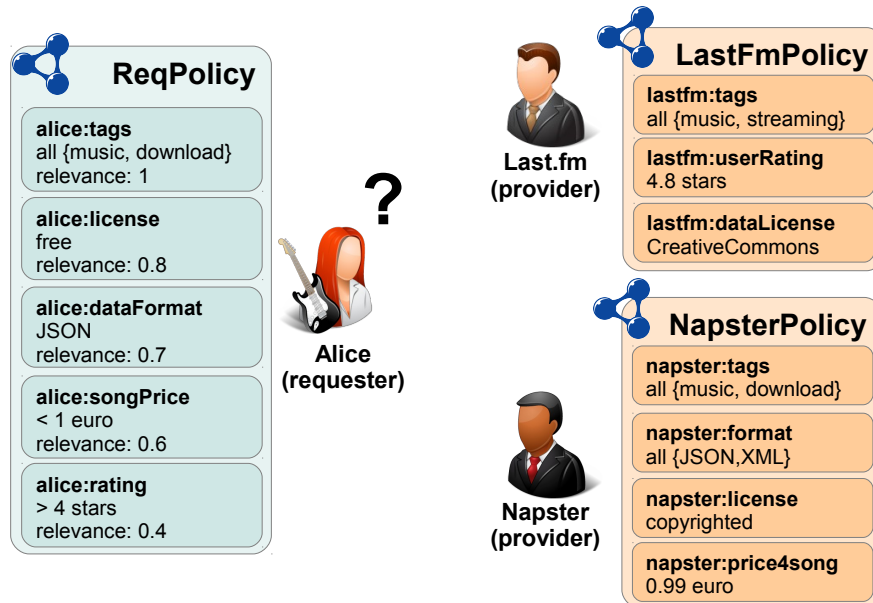 ReqPolicy
alice:tags
all {music, download}
relevance: 1
alice:license
free
relevance: 0.8
alice:dataFormat
JSON
relevance: 0.7
alice:songPrice
< 1 euro
relevance: 0.6
alice:rating
> 4 stars
relevance: 0.4
?
Alice
(requester)
Last.fm
(provider)
LastFmPolicy
lastfm:tags
all {music, streaming}
lastfm:userRating
4.8 stars
lastfm:dataLicense
CreativeCommons
Napster
(provider)
NapsterPolicy
napster:tags
all {music, download}
napster:format
all {JSON,XML}
napster:license
copyrighted
napster:price4song
0.99 euro